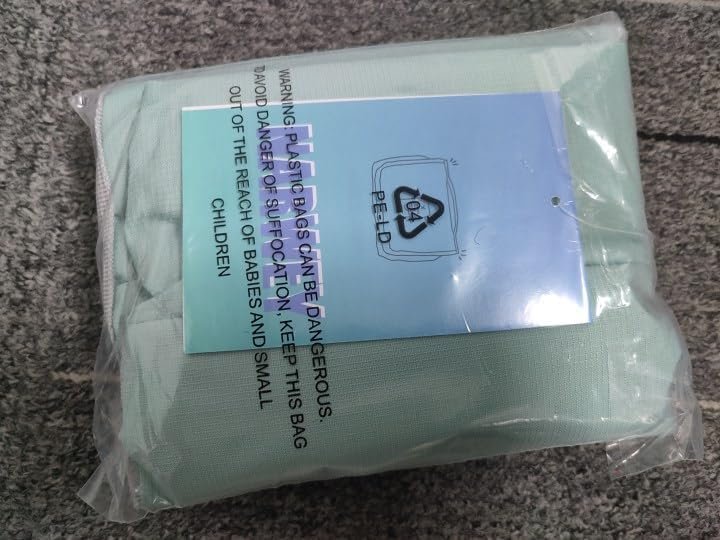 WARNING: PLASTIC BAGS CAN BE DANGEROUS.
TO AVOID DANGER OF SUFFOCATION, KEEP THIS BAG
OUT OF THE REACH OF BABIES AND SMALL
CHILDREN
04
PE-LD